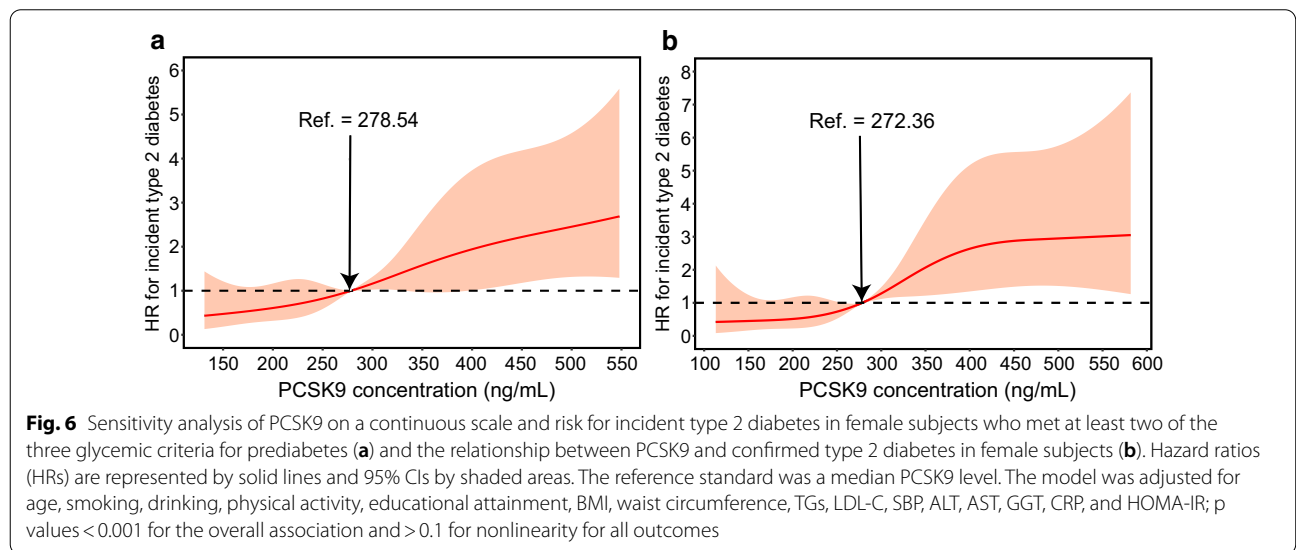 a
b
HR for incident type 2 diabetes
6
5
4
3
2
1
0
Ref. = 278.54
150 200 250 300 350 400 450 500 550
PCSK9 concentration (ng/mL)
HR for incident type 2 diabetes
8
7
6
5
4
3
2
1
0
Ref. = 272.36
100 150 200 250 300 350 400 450 500 550 600
PCSK9 concentration (ng/mL)
Fig. 6 Sensitivity analysis of PCSK9 on a continuous scale and risk for incident type 2 diabetes in female subjects who met at least two of the
three glycemic criteria for prediabetes (a) and the relationship between PCSK9 and confirmed type 2 diabetes in female subjects (b). Hazard ratios
(HRs) are represented by solid lines and 95% CIs by shaded areas. The reference standard was a median PCSK9 level. The model was adjusted for
age, smoking, drinking, physical activity, educational attainment, BMI, waist circumference, TGs, LDL-C, SBP, ALT, AST, GGT, CRP, and HOMA-IR; p
values < 0.001 for the overall association and > 0.1 for nonlinearity for all outcomes